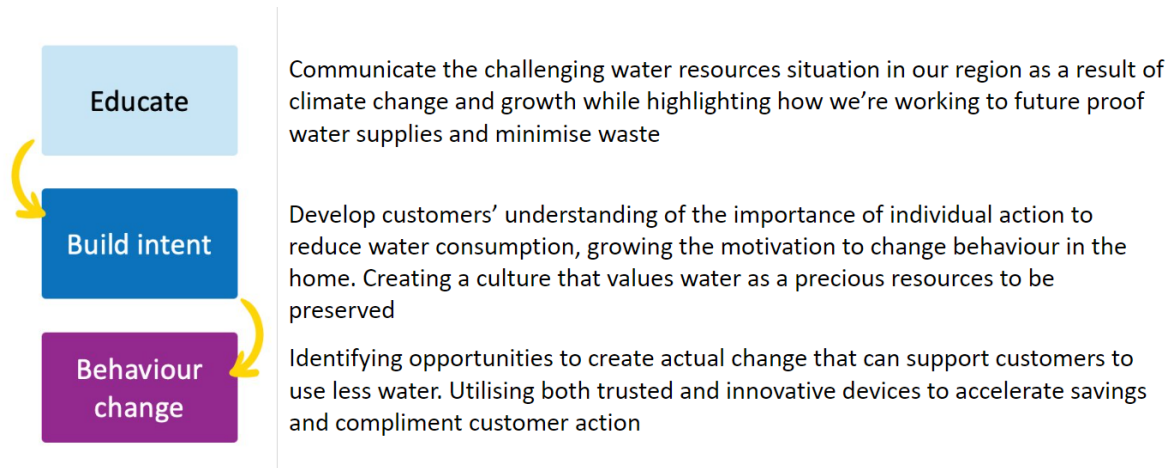 Educate
Communicate the challenging water resources situation in our region as a result of
climate change and growth while highlighting how we’re working to future proof
water supplies and minimise waste
Build intent
Develop customers’ understanding of the importance of individual action to
reduce water consumption, growing the motivation to change behaviour in the
home. Creating a culture that values water as a precious resources to be
preserved
Behaviour
change
Identifying opportunities to create actual change that can support customers to
use less water. Utilising both trusted and innovative devices to accelerate savings
and compliment customer action